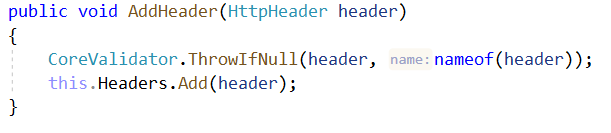 public void AddHeader(HttpHeader header)
{
CoreValidator.ThrowIfNull(header, name: nameof(header));
this.Headers.Add(header);
}